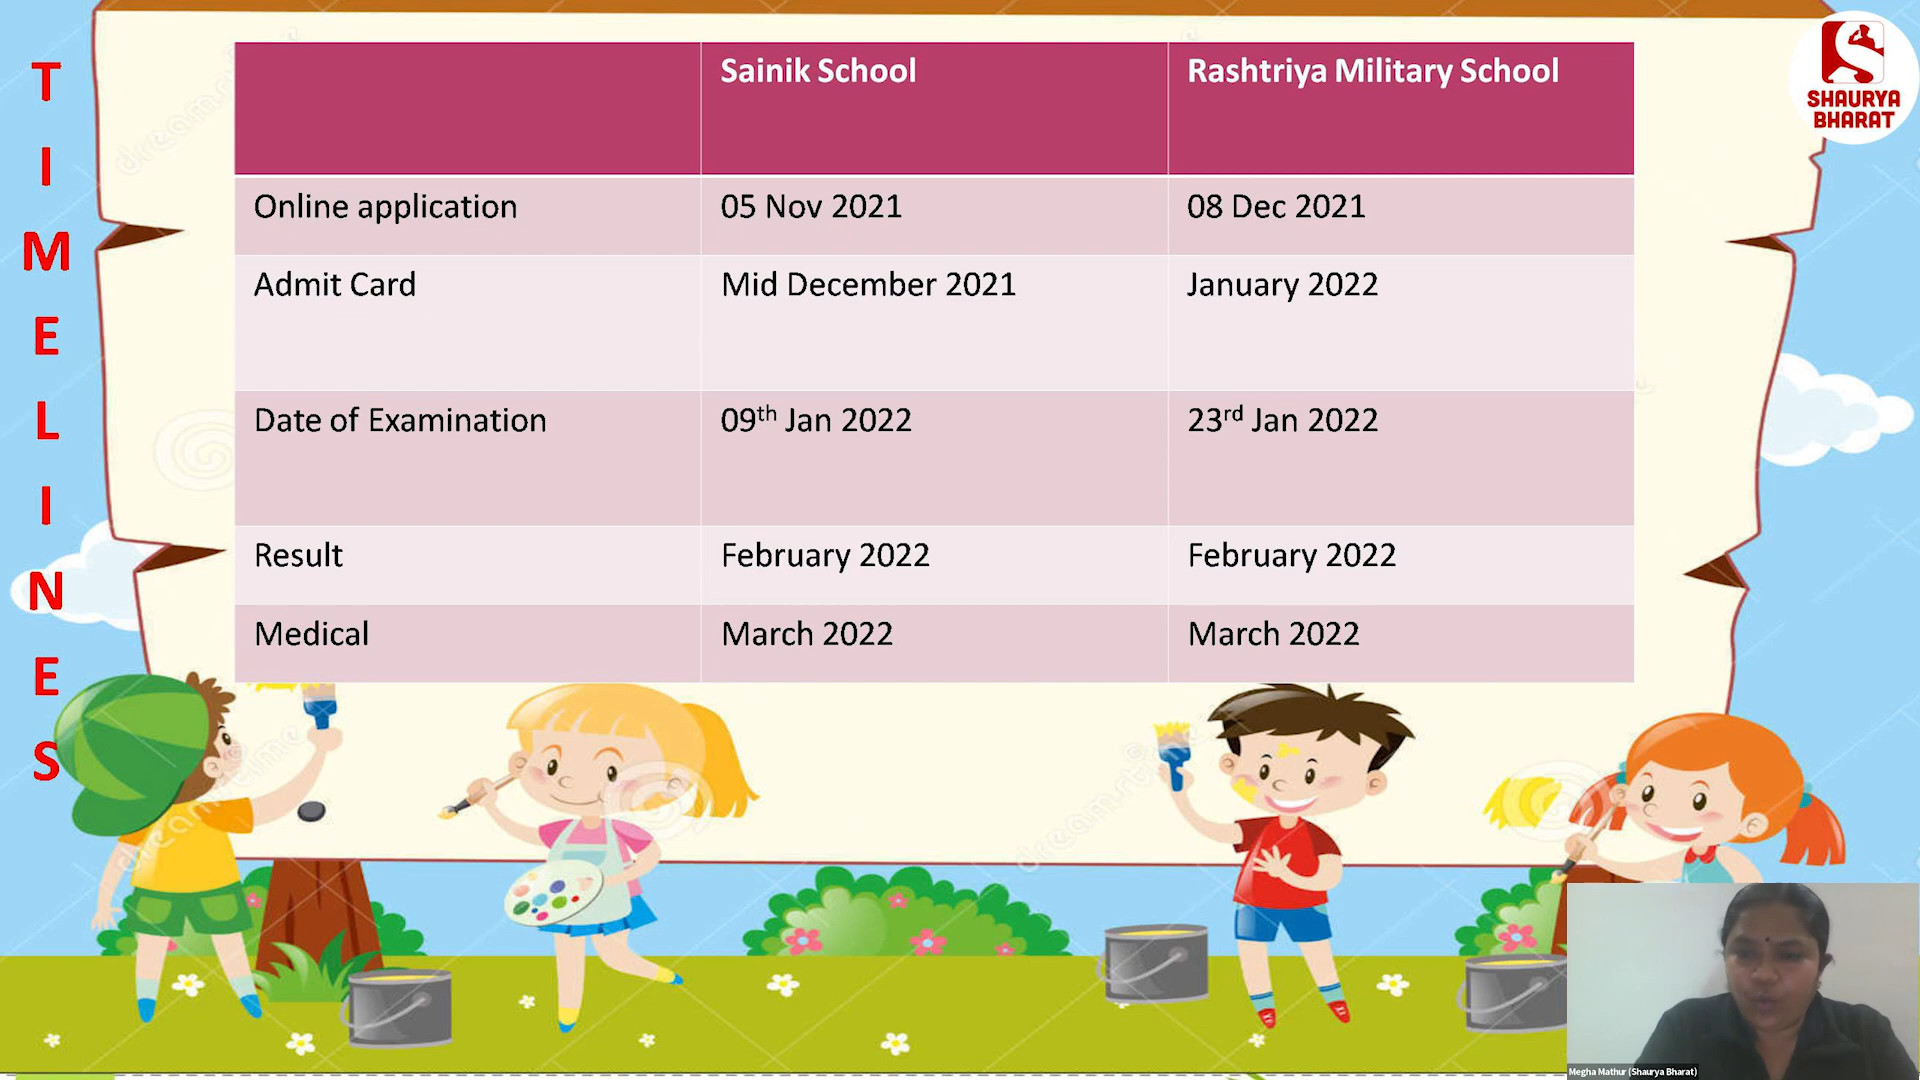 TIMELINES
Sainik School Rashtriya Military School
Online application 05 Nov 2021 08 Dec 2021
Admit Card Mid December 2021 January 2022
Date of Examination 09th Jan 2022 23rd Jan 2022
Result February 2022 February 2022
Medical March 2022 March 2022
SHAURYA
BHARAT
Megha Mathur (Shaurya Bharat)